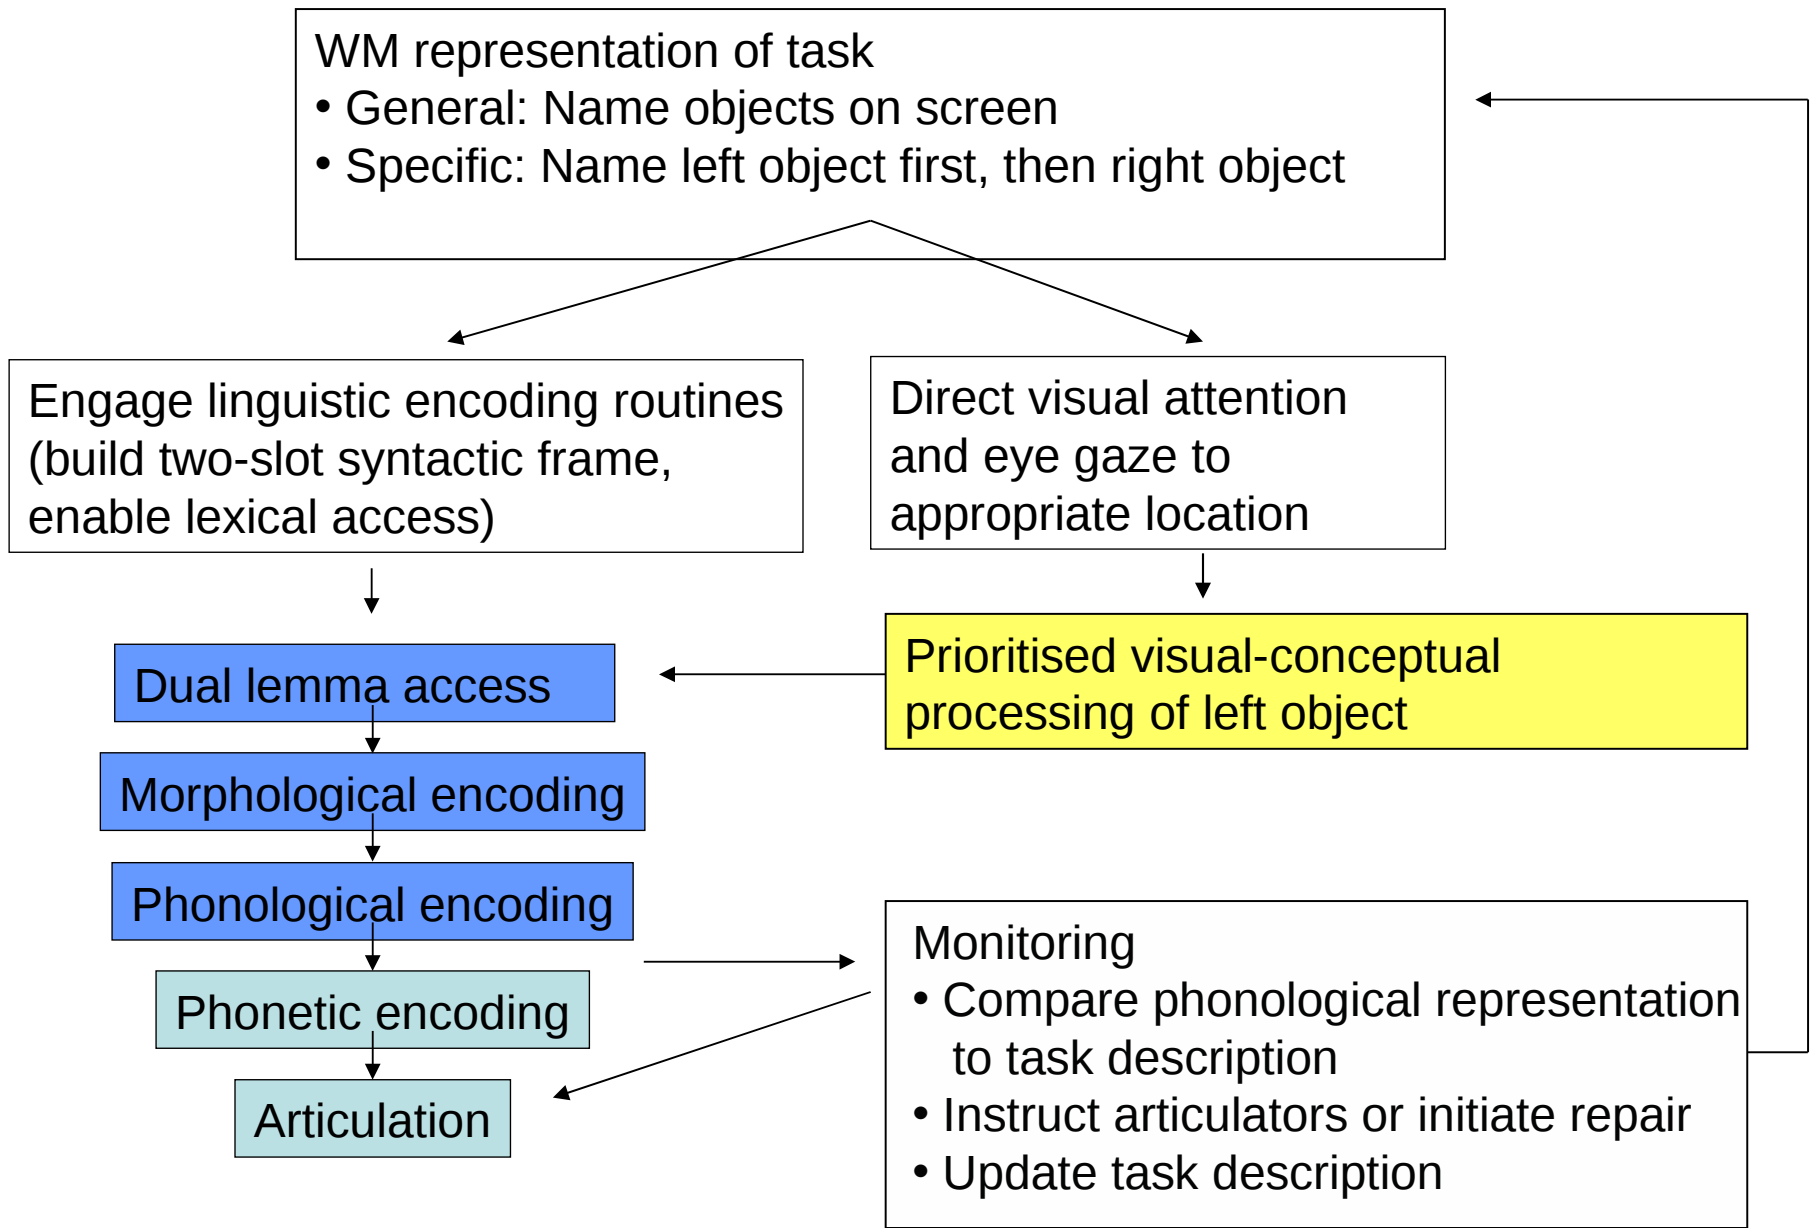 WM representation of task
• General: Name objects on screen
• Specific: Name left object first, then right object
Engage linguistic encoding routines
(build two-slot syntactic frame,
enable lexical access)
Direct visual attention
and eye gaze to
appropriate location
Prioritised visual-conceptual
processing of left object
Dual lemma access
Morphological encoding
Phonological encoding
Phonetic encoding
Articulation
Monitoring
• Compare phonological representation
to task description
• Instruct articulators or initiate repair
• Update task description